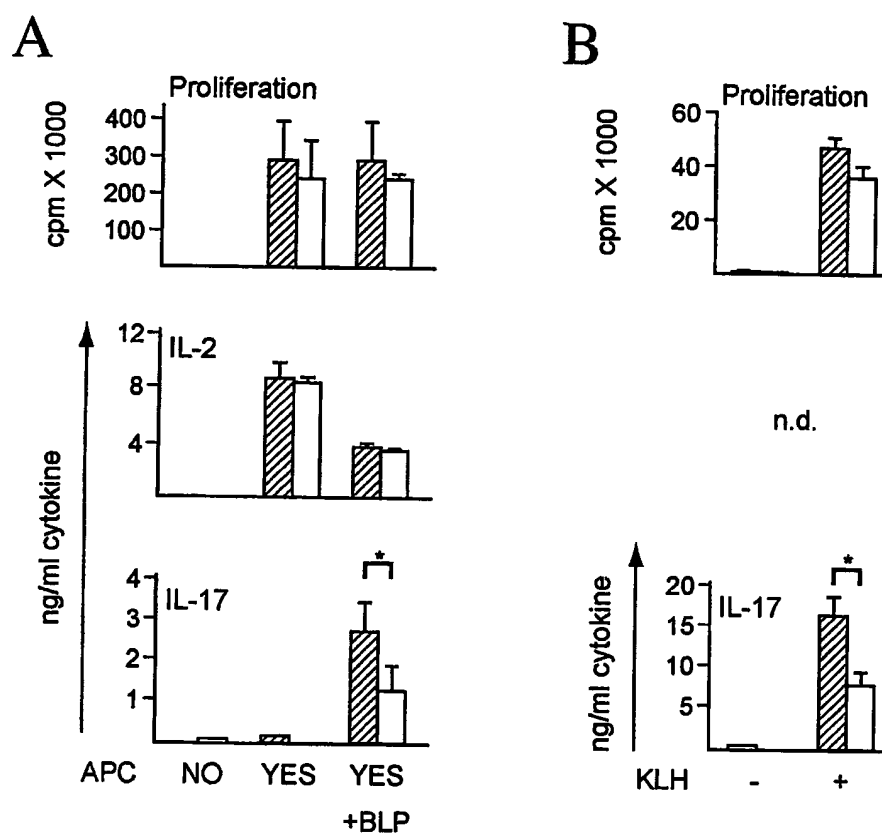 A
Proliferation
cpm X 1000
400
300
200
100
ng/ml cytokine
IL-2
12
8
4
IL-17
4
3
2
1
*
APC NO YES YES
+BLP
B
Proliferation
cpm X 1000
60
40
20
n.d.
ng/ml cytokine
IL-17
20
15
10
5
*
KLH - +